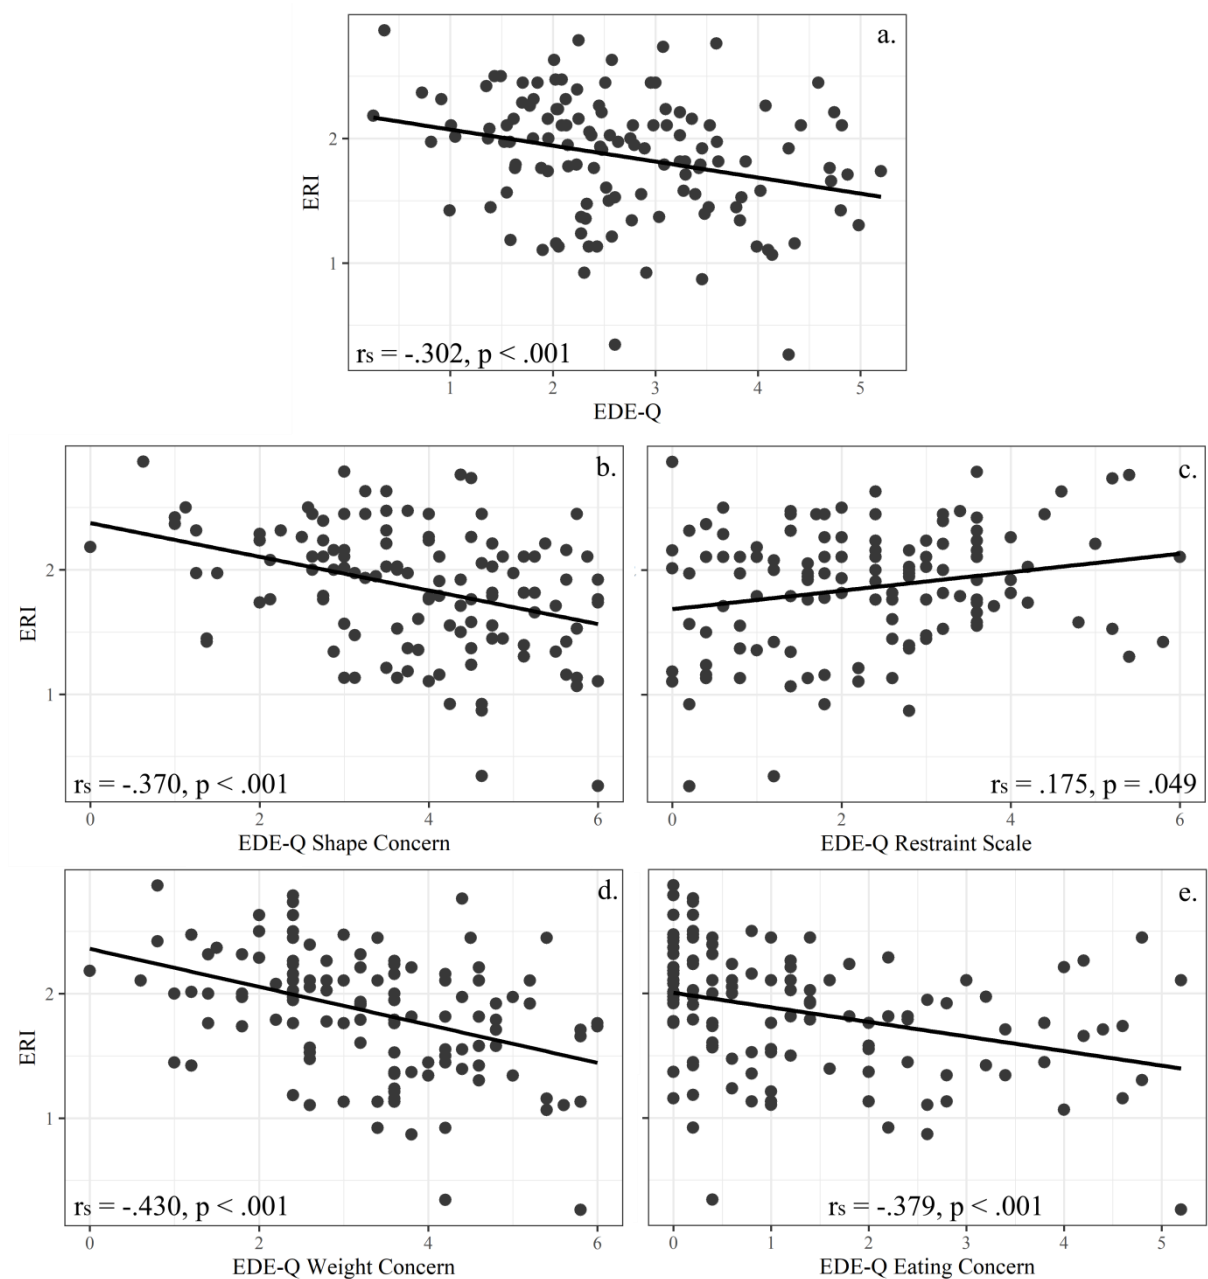 a.
ERI
2
1
rs = -.302, p < .001
1 2 3 4 5
EDE-Q
b.
ERI
2
1
rs = -.370, p < .001
0 2 4 6
EDE-Q Shape Concern
c.
rs = .175, p = .049
0 2 4 6
EDE-Q Restraint Scale
d.
ERI
2
1
rs = -.430, p < .001
0 2 4 6
EDE-Q Weight Concern
e.
rs = -.379, p < .001
0 1 2 3 4 5
EDE-Q Eating Concern